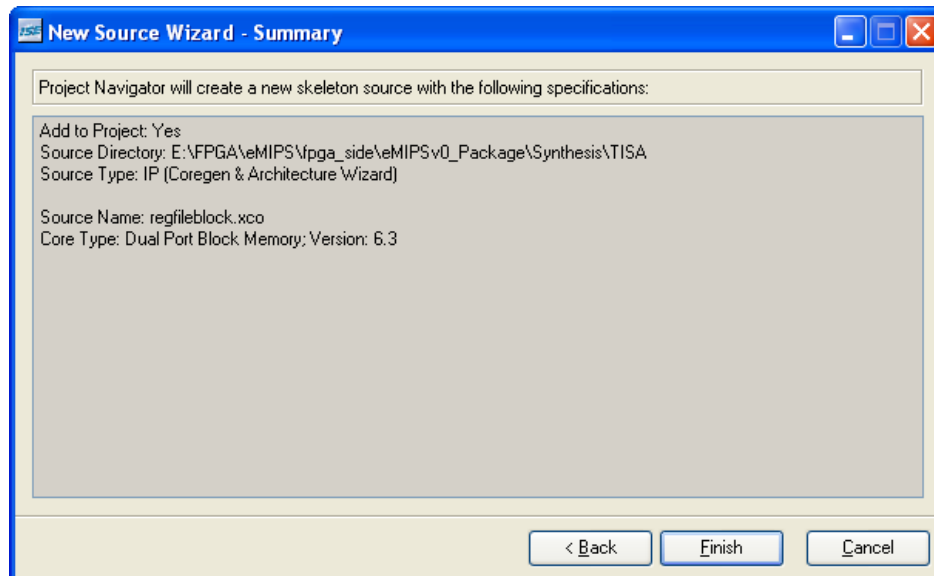 ISE New Source Wizard - Summary
Project Navigator will create a new skeleton source with the following specifications:
Add to Project: Yes
Source Directory: E:\FPGA\eMIPS\fpga_side\eMIPSv0_Package\Synthesis\TISA
Source Type: IP (Coregen & Architecture Wizard)
Source Name: regfileblock.xco
Core Type: Dual Port Block Memory; Version: 6.3
< Back Finish Cancel